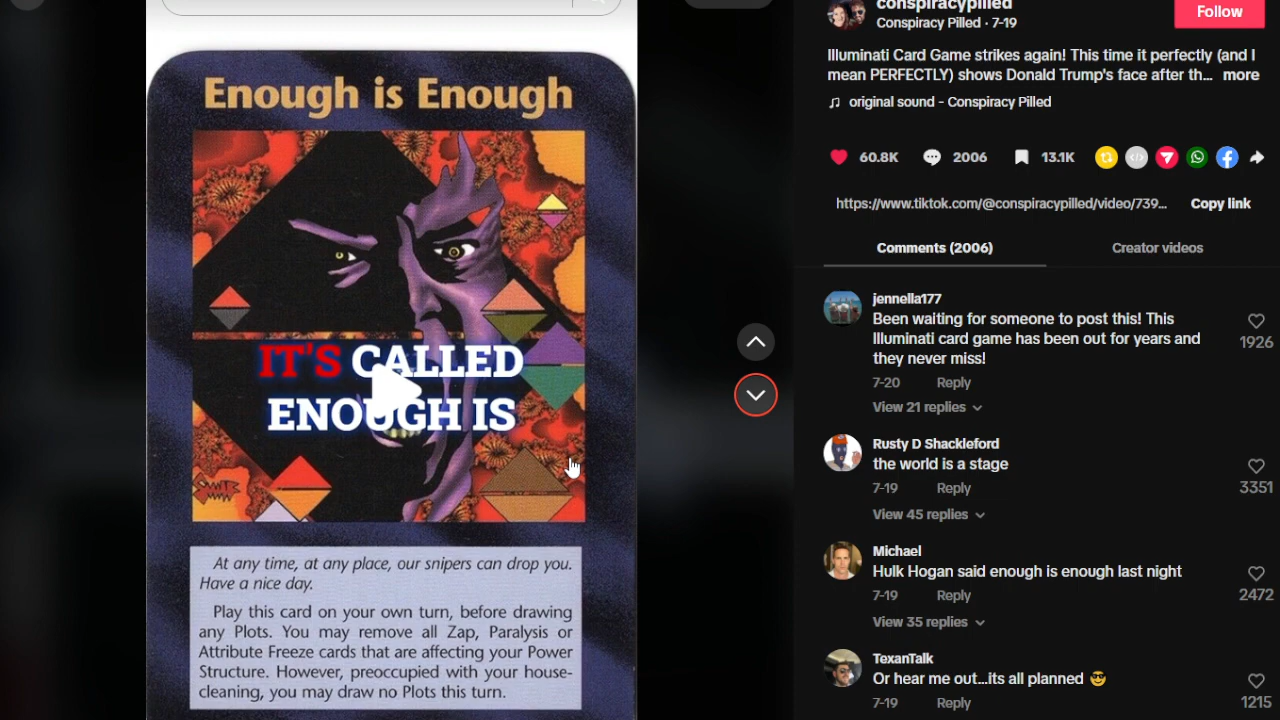 Enough is Enough
IT'S CALLED
ENOUGH IS
At any time, at any place, our snipers can drop you.
Have a nice day.
Play this card on your own turn, before drawing
any Plots. You may remove all Zap, Paralysis or
Attribute Freeze cards that are affecting your Power
Structure. However, preoccupied with your house-
cleaning, you may draw no Plots this turn.
conspiracypilled
Conspiracy Pilled · 7-19
Follow
Illuminati Card Game strikes again! This time it perfectly (and I
mean PERFECTLY) shows Donald Trump's face after th... more
original sound - Conspiracy Pilled
60.8K 2006 13.1K
https://www.tiktok.com/@conspiracypilled/video/739... Copy link
Comments (2006) Creator videos
jennella177
Been waiting for someone to post this! This
Illuminati card game has been out for years and
they never miss!
1926
7-20 Reply
View 21 replies
Rusty D Shackleford
the world is a stage
3351
7-19 Reply
View 45 replies
Michael
Hulk Hogan said enough is enough last night
2472
7-19 Reply
View 35 replies
TexanTalk
Or hear me out...its all planned 😎
1215
7-19 Reply